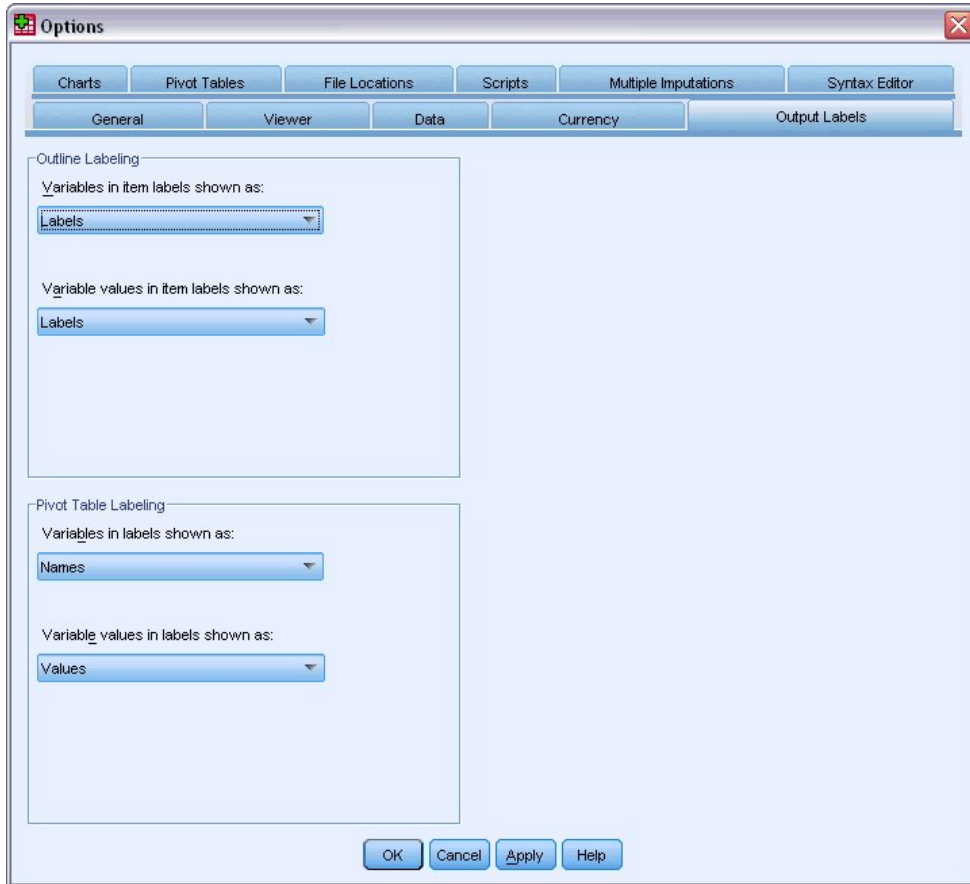 Options
Charts Pivot Tables File Locations Scripts Multiple Imputations Syntax Editor
General Viewer Data Currency Output Labels
Outline Labeling
Variables in item labels shown as:
Labels
Variable values in item labels shown as:
Labels
Pivot Table Labeling
Variables in labels shown as:
Names
Variable values in labels shown as:
Values
OK Cancel Apply Help